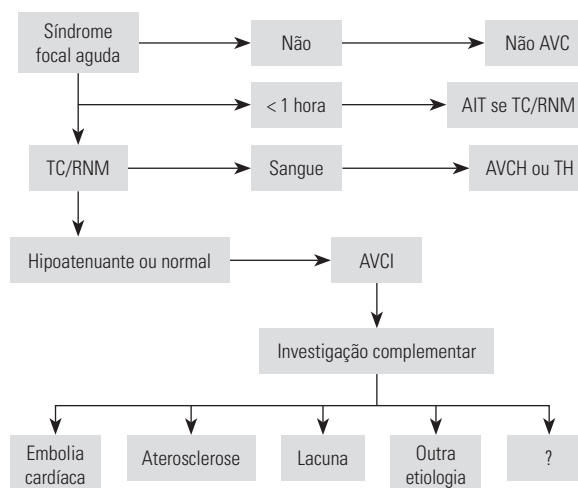 Síndrome
focal aguda
Não
Não AVC
< 1 hora
AIT se TC/RNM
TC/RNM
Sangue
AVCH ou TH
Hipoatenuante ou normal
AVCI
Investigação complementar
Embolia
cardíaca
Aterosclerose
Lacuna
Outra
etiologia
?